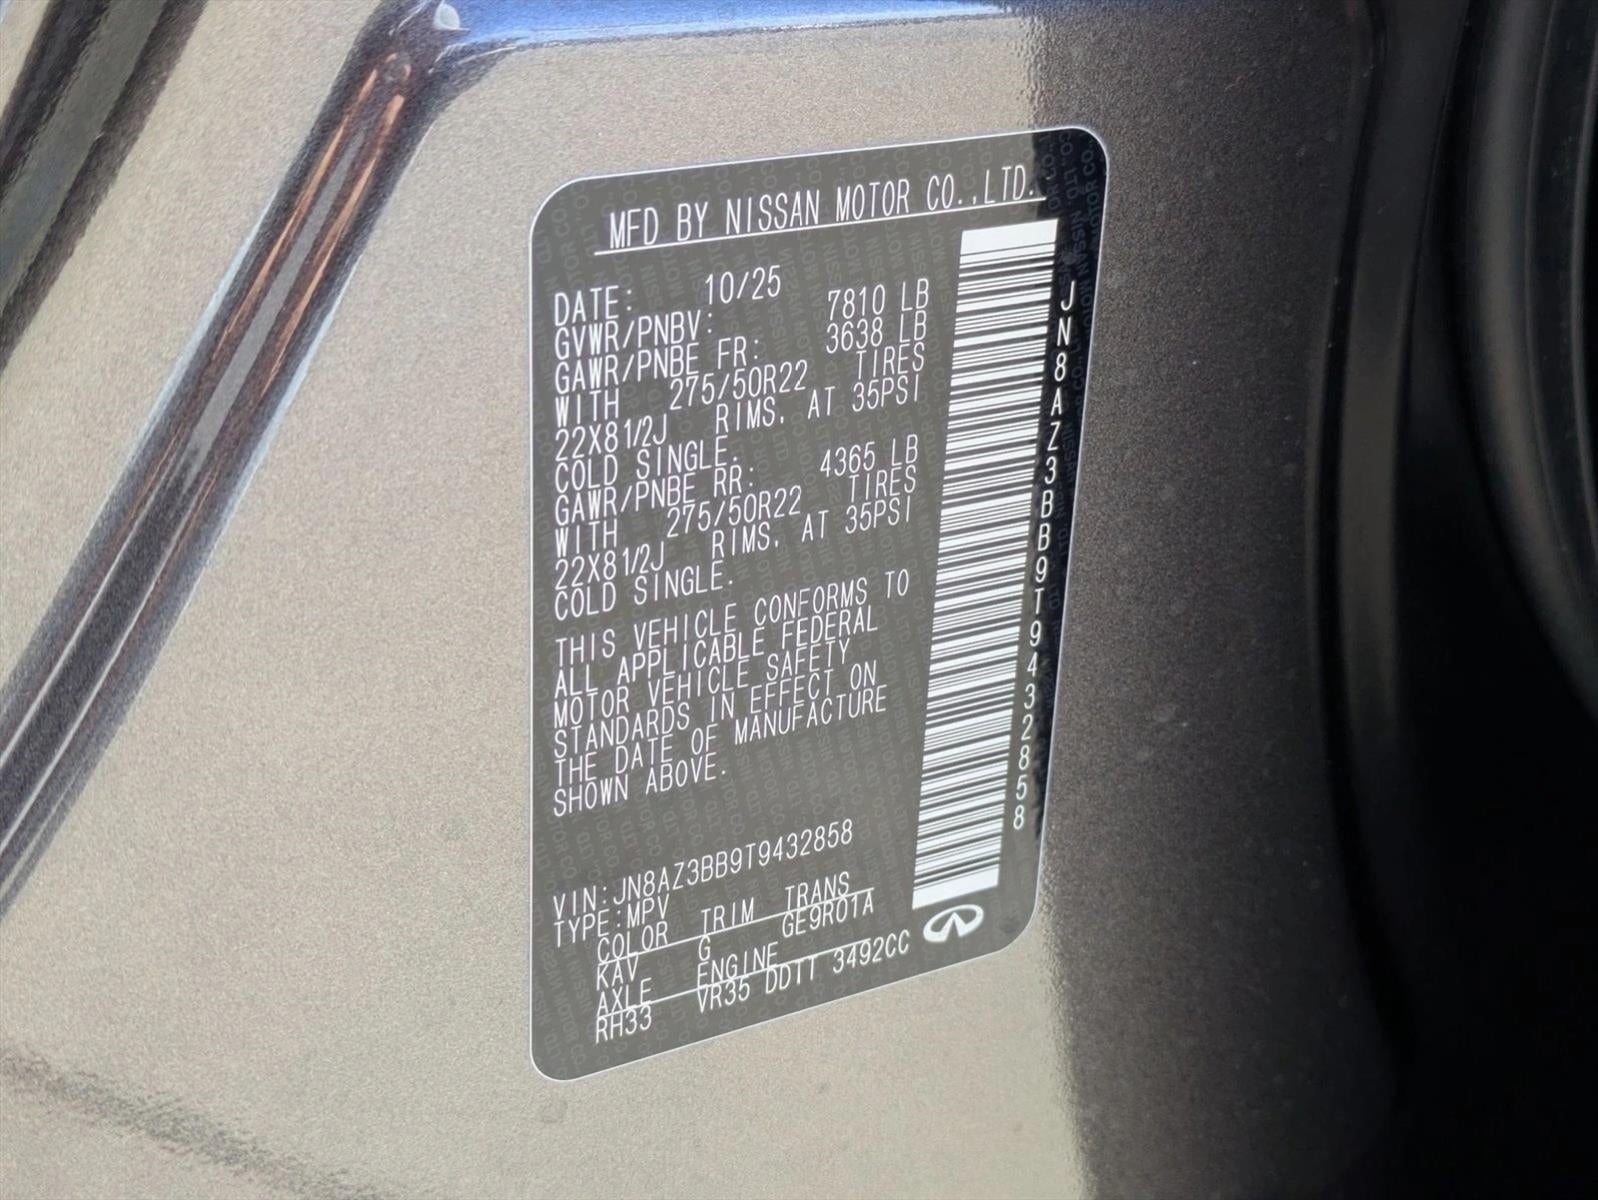 MFD BY NISSAN MOTOR CO.,LTD.
DATE: 10/25
GVWR/PNBV: 7810 LB
GAWR/PNBE FR: 3638 LB
WITH 275/50R22 TIRES
22X81/2J RIMS, AT 35PSI
COLD SINGLE.
GAWR/PNBE RR: 4365 LB
WITH 275/50R22 TIRES
22X81/2J RIMS, AT 35PSI
COLD SINGLE.
THIS VEHICLE CONFORMS TO
ALL APPLICABLE FEDERAL
MOTOR VEHICLE SAFETY
STANDARDS IN EFFECT ON
THE DATE OF MANUFACTURE
SHOWN ABOVE.
VIN:JN8AZ3BB9T9432858
TYPE:MPV
COLOR TRIM TRANS
KAV G GE9R01A
AXLE ENGINE
RH33 VR35 DDTT 3492CC
JN8AZ3BB9T9432858